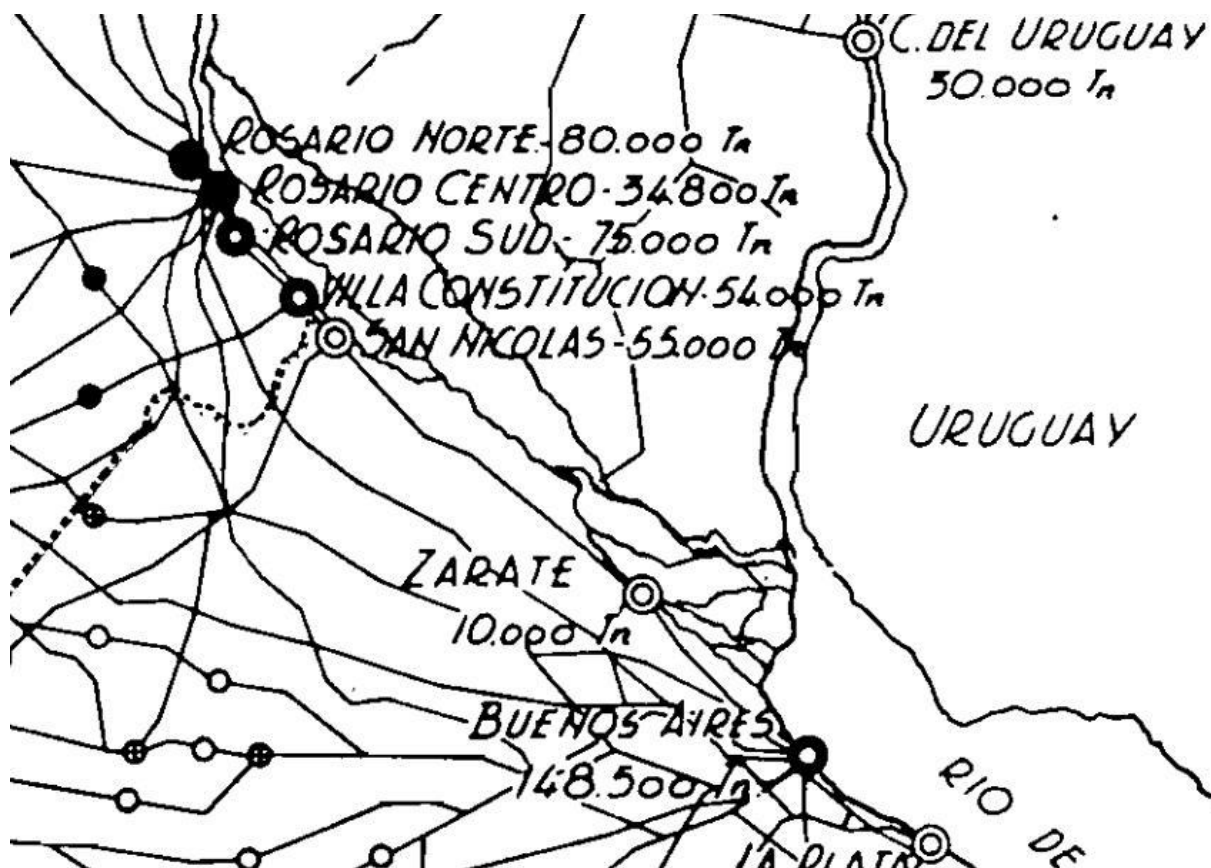 C. DEL URUGUAY
50.000 Tn
ROSARIO NORTE-80.000 Tn
ROSARIO CENTRO-34.800 Tn
ROSARIO SUD-75.000 Tn
VILLA CONSTITUCION-54.000 Tn
SAN NICOLAS-55.000 Tn
URUGUAY
ZARATE
10.000 Tn
BUENOS AIRES
148.500 Tn.
RIO DE
LA PLATA